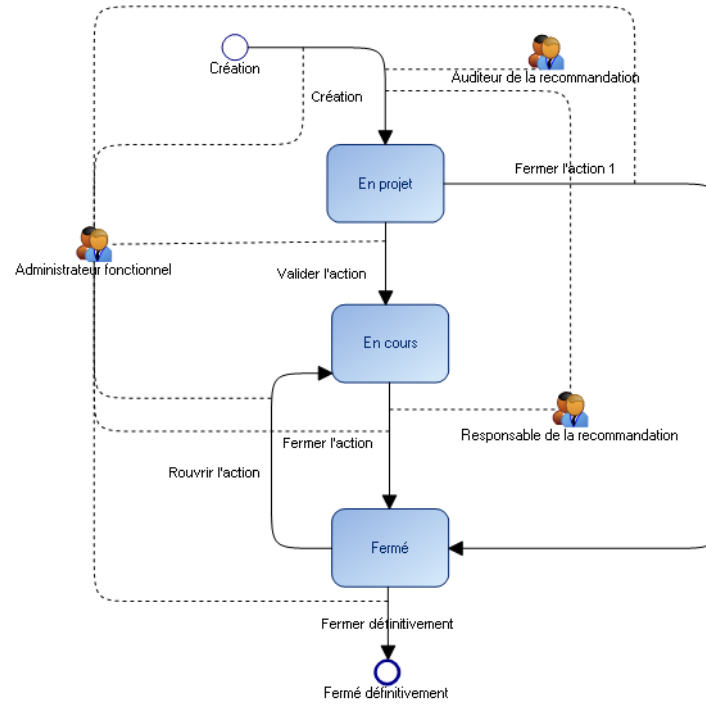 Création
Auditeur de la recommandation
Création
Fermer l'action 1
En projet
Administrateur fonctionnel
Valider l'action
En cours
Responsable de la recommandation
Fermer l'action
Rouvrir l'action
Fermé
Fermer définitivement
Fermé définitivement